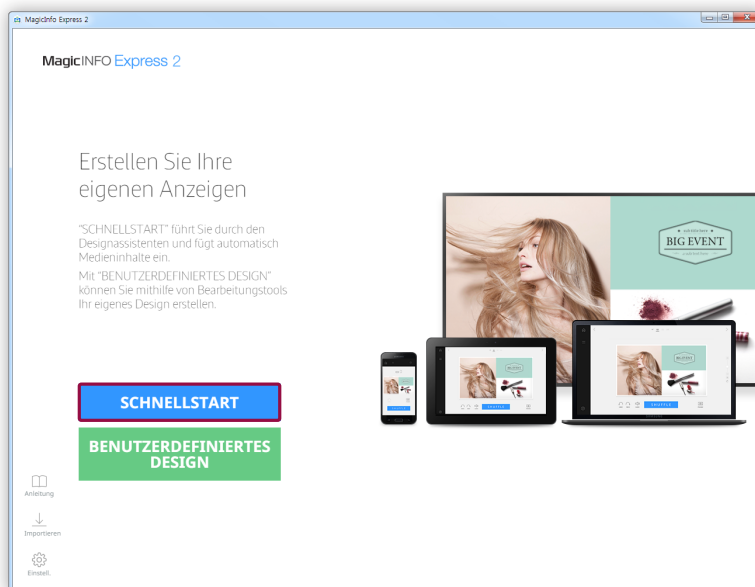 MagicInfo Express 2
MagicINFO Express 2
Erstellen Sie Ihre
eigenen Anzeigen
"SCHNELLSTART" führt Sie durch den
Designassistenten und fügt automatisch
Medieninhalte ein.
Mit "BENUTZERDEFINIERTES DESIGN"
können Sie mithilfe von Bearbeitungstools
Ihr eigenes Design erstellen.
BIG EVENT
BIG EVENT
SHUFFLE
SHUFFLE
SCHNELLSTART
BENUTZERDEFINIERTES
DESIGN
Anleitung
Importieren
Einstell.